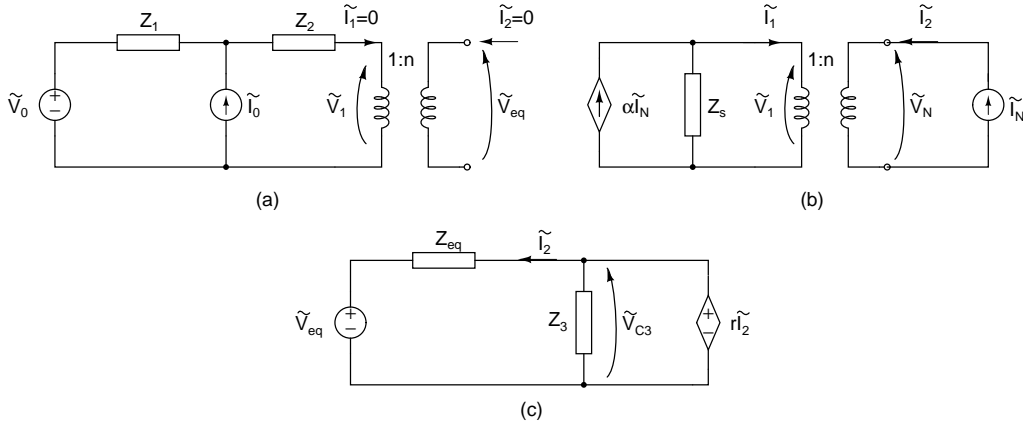 Z1 Z2 Ĩ1=0 Ĩ2=0
1:n
Ṽ0 Ĩ0 Ṽ1 Ṽeq
(a)
Ĩ1 Ĩ2
1:n
αĨN Zs Ṽ1 ṼN ĨN
(b)
Zeq Ĩ2
Ṽeq Z3 ṼC3 rĨ2
(c)